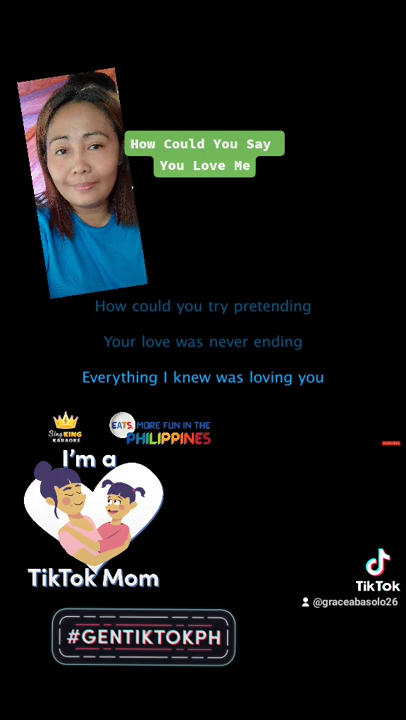 How Could You Say
You Love Me
How could you try pretending
Your love was never ending
Everything I knew was loving you
Sing KING
KARAOKE
EATS. MORE FUN IN THE
PHILIPPINES
I'm a
TikTok Mom
TikTok
@graceabasolo26
#GENTIKTOKPH